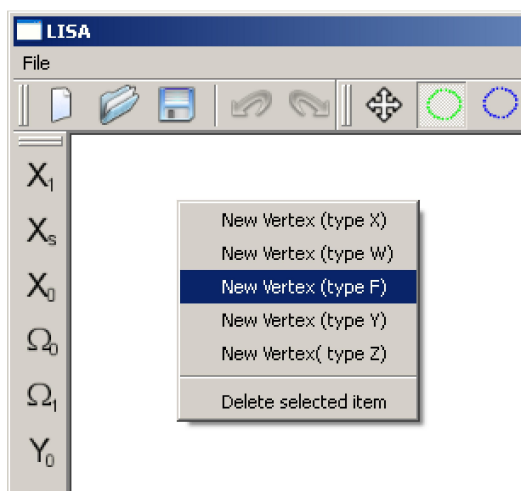 LISA
File
X1
Xs
X0
Ω0
Ω1
Y0
New Vertex (type X)
New Vertex (type W)
New Vertex (type F)
New Vertex (type Y)
New Vertex( type Z)
Delete selected item